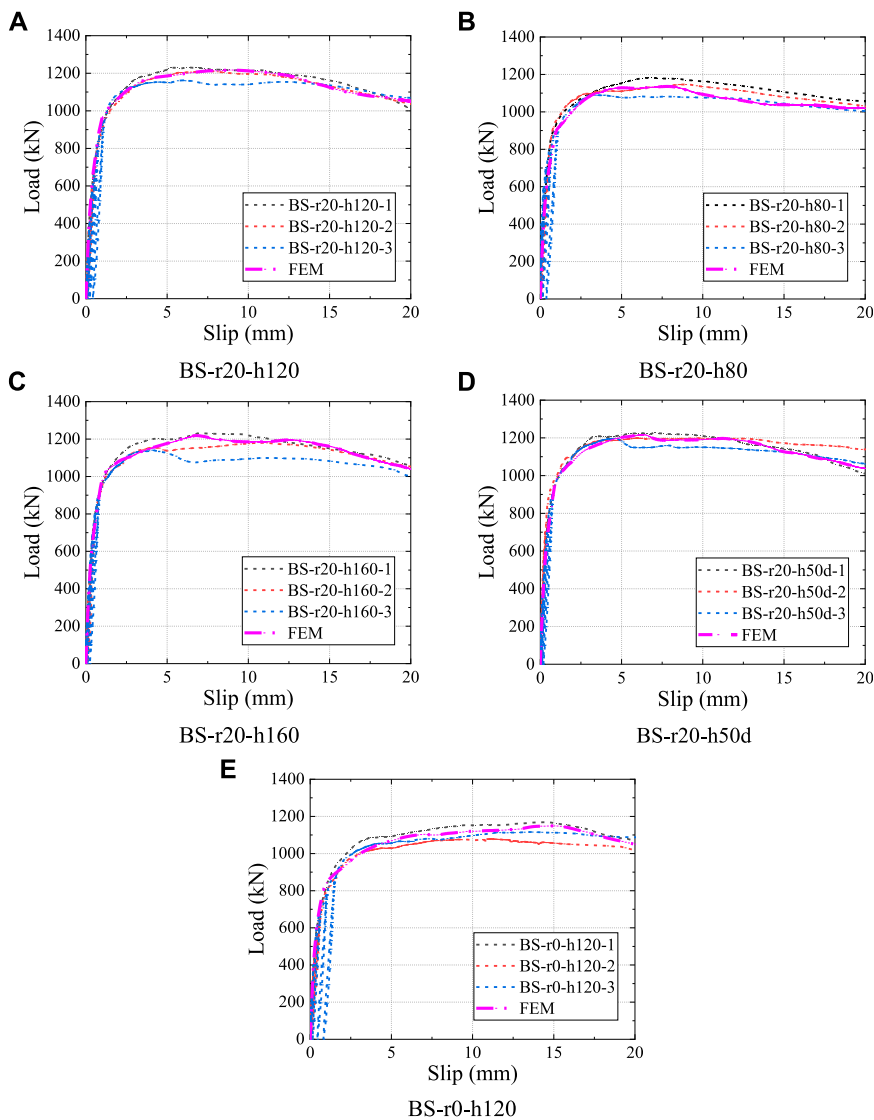 A
1400
1200
1000
800
600
400
200
0
Load (kN)
BS-r20-h120-1
BS-r20-h120-2
BS-r20-h120-3
FEM
0 5 10 15 20
Slip (mm)
BS-r20-h120
B
1400
1200
1000
800
600
400
200
0
Load (kN)
BS-r20-h80-1
BS-r20-h80-2
BS-r20-h80-3
FEM
0 5 10 15 20
Slip (mm)
BS-r20-h80
C
1400
1200
1000
800
600
400
200
0
Load (kN)
BS-r20-h160-1
BS-r20-h160-2
BS-r20-h160-3
FEM
0 5 10 15 20
Slip (mm)
BS-r20-h160
D
1400
1200
1000
800
600
400
200
0
Load (kN)
BS-r20-h50d-1
BS-r20-h50d-2
BS-r20-h50d-3
FEM
0 5 10 15 20
Slip (mm)
BS-r20-h50d
E
1400
1200
1000
800
600
400
200
0
Load (kN)
BS-r0-h120-1
BS-r0-h120-2
BS-r0-h120-3
FEM
0 5 10 15 20
Slip (mm)
BS-r0-h120